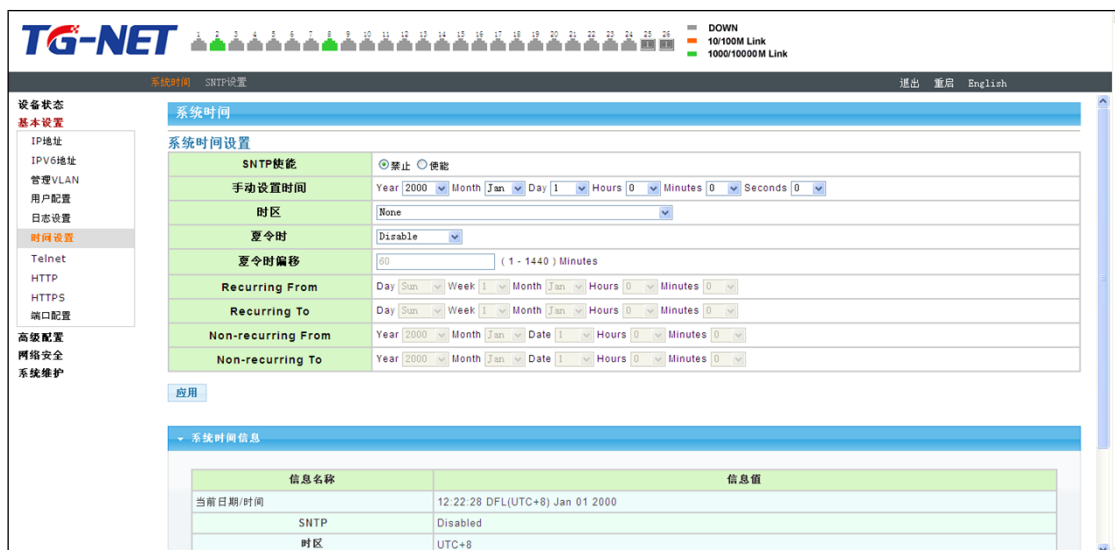 TG-NET
1 2 3 4 5 6 7 8 9 10 11 12 13 14 15 16 17 18 19 20 21 22 23 24 25 26
DOWN
10/100M Link
1000/10000M Link
系统时间 SNTP设置 退出 重启 English
设备状态
基本设置
IP地址
IPV6地址
管理VLAN
用户配置
日志设置
时间设置
Telnet
HTTP
HTTPS
端口配置
高级配置
网络安全
系统维护
系统时间
系统时间设置
SNTP使能 禁止 使能
手动设置时间 Year 2000 Month Jan Day 1 Hours 0 Minutes 0 Seconds 0
时区 None
夏令时 Disable
夏令时偏移 60 ( 1 - 1440 ) Minutes
Recurring From Day Sun Week 1 Month Jan Hours 0 Minutes 0
Recurring To Day Sun Week 1 Month Jan Hours 0 Minutes 0
Non-recurring From Year 2000 Month Jan Date 1 Hours 0 Minutes 0
Non-recurring To Year 2000 Month Jan Date 1 Hours 0 Minutes 0
应用
系统时间信息
信息名称 信息值
当前日期/时间 12:22:28 DFL(UTC+8) Jan 01 2000
SNTP Disabled
时区 UTC+8